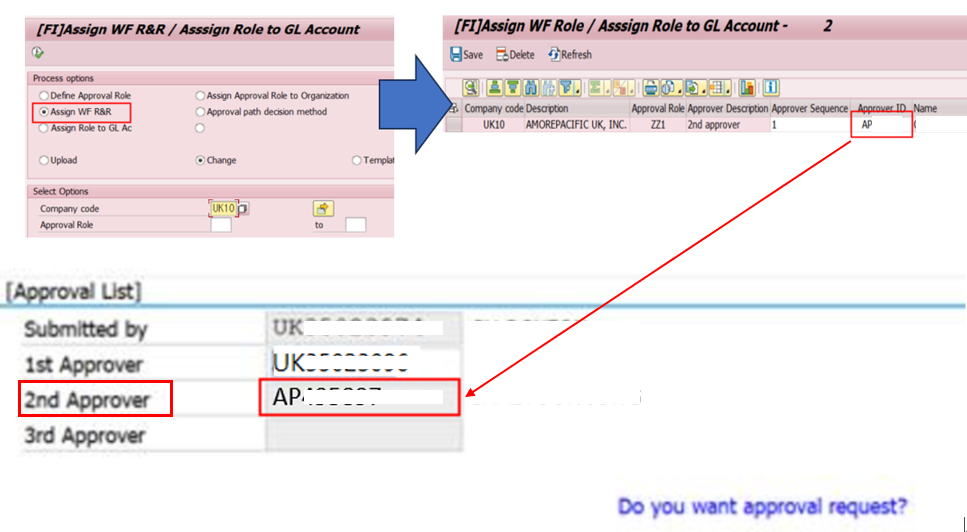 [FI]Assign WF R&R / Asssign Role to GL Account
Process options
Define Approval Role
Assign Approval Role to Organization
Assign WF R&R
Approval path decision method
Assign Role to GL Ac
Upload
Change
Templat
Select Options
Company code
UK10
Approval Role
to
[FI]Assign WF Role / Asssign Role to GL Account - 2
Save Delete Refresh
Company code Description Approval Role Approver Description Approver Sequence Approver ID Name
UK10 AMOREPACIFIC UK, INC. ZZ1 2nd approver 1 AP
[Approval List]
Submitted by
1st Approver
2nd Approver
3rd Approver
Do you want approval request?